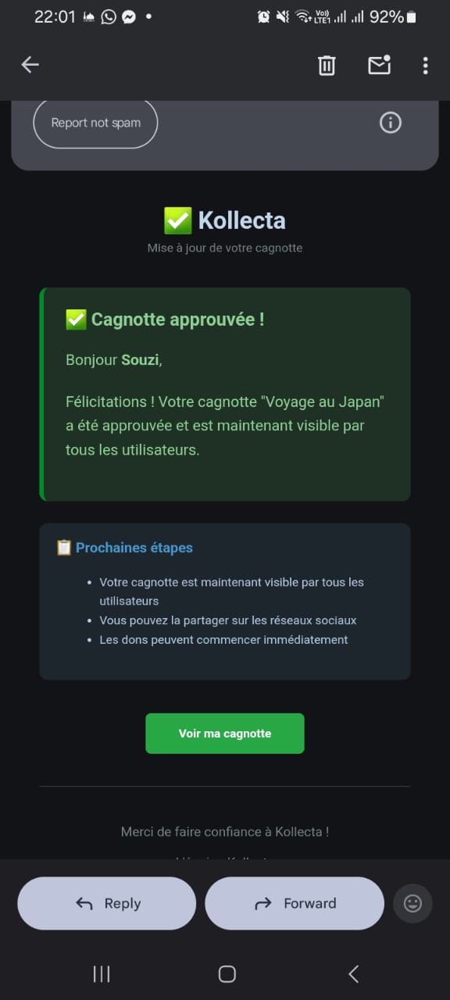 22:01
Vo))
LTE1
92%
Report not spam
✅ Kollecta
Mise à jour de votre cagnotte
✅ Cagnotte approuvée !
Bonjour Souzi,
Félicitations ! Votre cagnotte "Voyage au Japan"
a été approuvée et est maintenant visible par
tous les utilisateurs.
📋 Prochaines étapes
• Votre cagnotte est maintenant visible par tous les
utilisateurs
• Vous pouvez la partager sur les réseaux sociaux
• Les dons peuvent commencer immédiatement
Voir ma cagnotte
Merci de faire confiance à Kollecta !
Reply
Forward